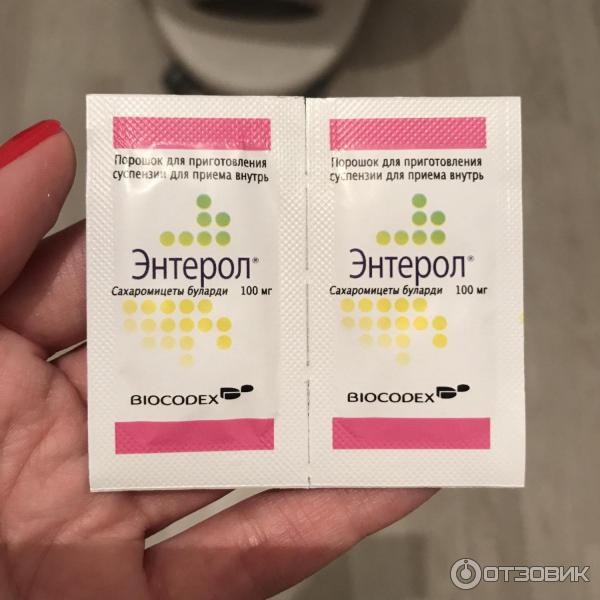 Порошок для приготовления
суспензии для приема внутрь
Энтерол®
Сахаромицеты буларди 100 мг
BIOCODEX
Порошок для приготовления
суспензии для приема внутрь
Энтерол®
Сахаромицеты буларди 100 мг
BIOCODEX
ОТЗОВИК